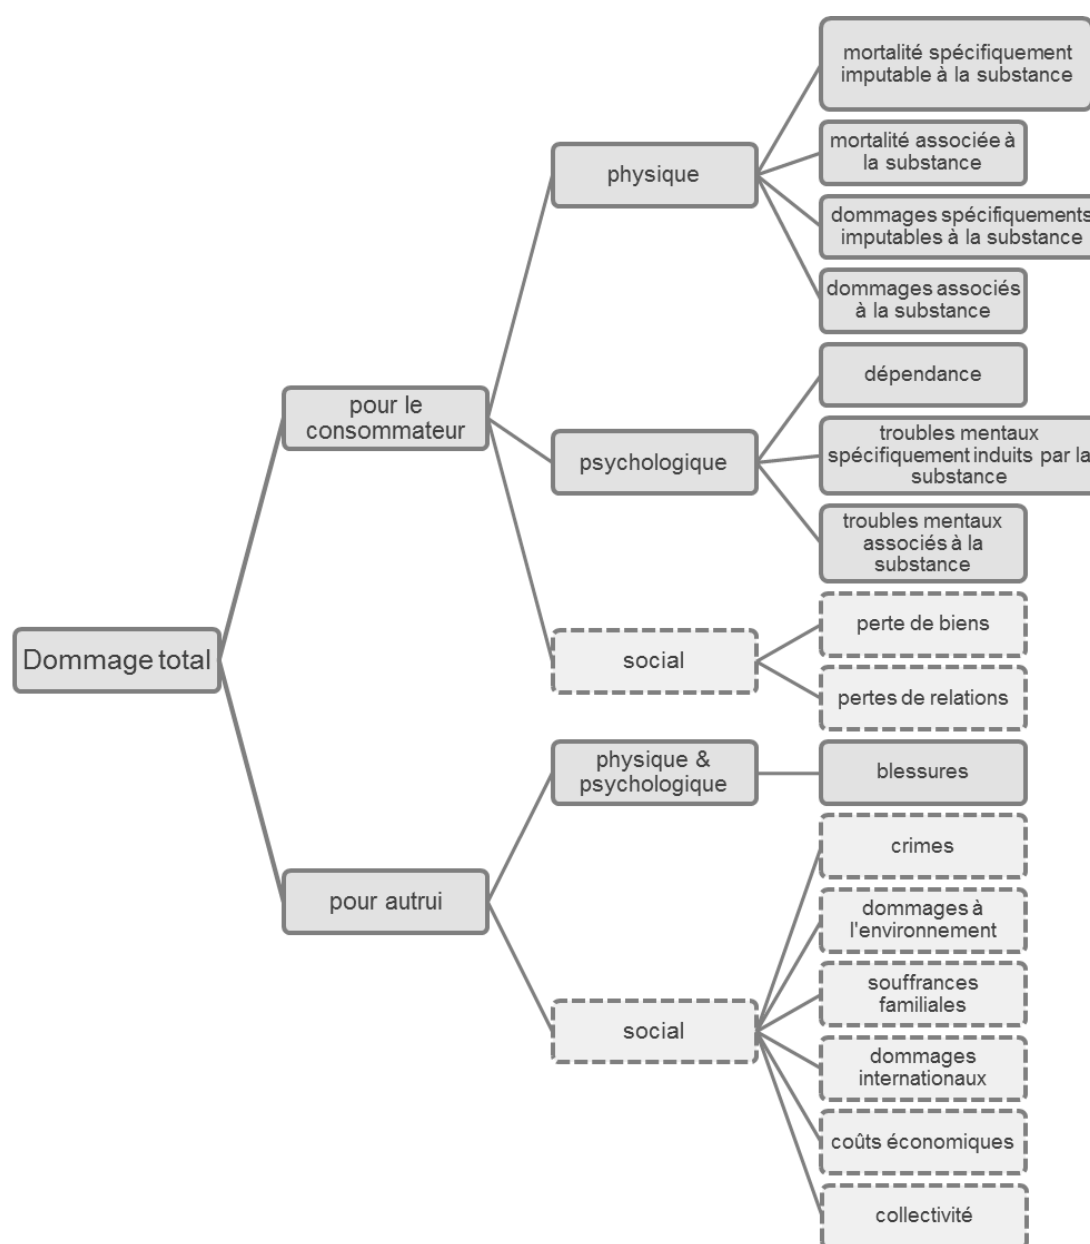 mortalité spécifiquement
imputable à la substance
mortalité associée à
la substance
physique
dommages spécifiquements
imputables à la substance
dommages associés
à la substance
dépendance
pour le
consommateur
troubles mentaux
spécifiquement induits par la
substance
psychologique
troubles mentaux
associés à la
substance
perte de biens
Dommage total
social
pertes de relations
physique &
psychologique
blessures
crimes
pour autrui
dommages à
l'environnement
souffrances
familiales
social
dommages
internationaux
coûts économiques
collectivité